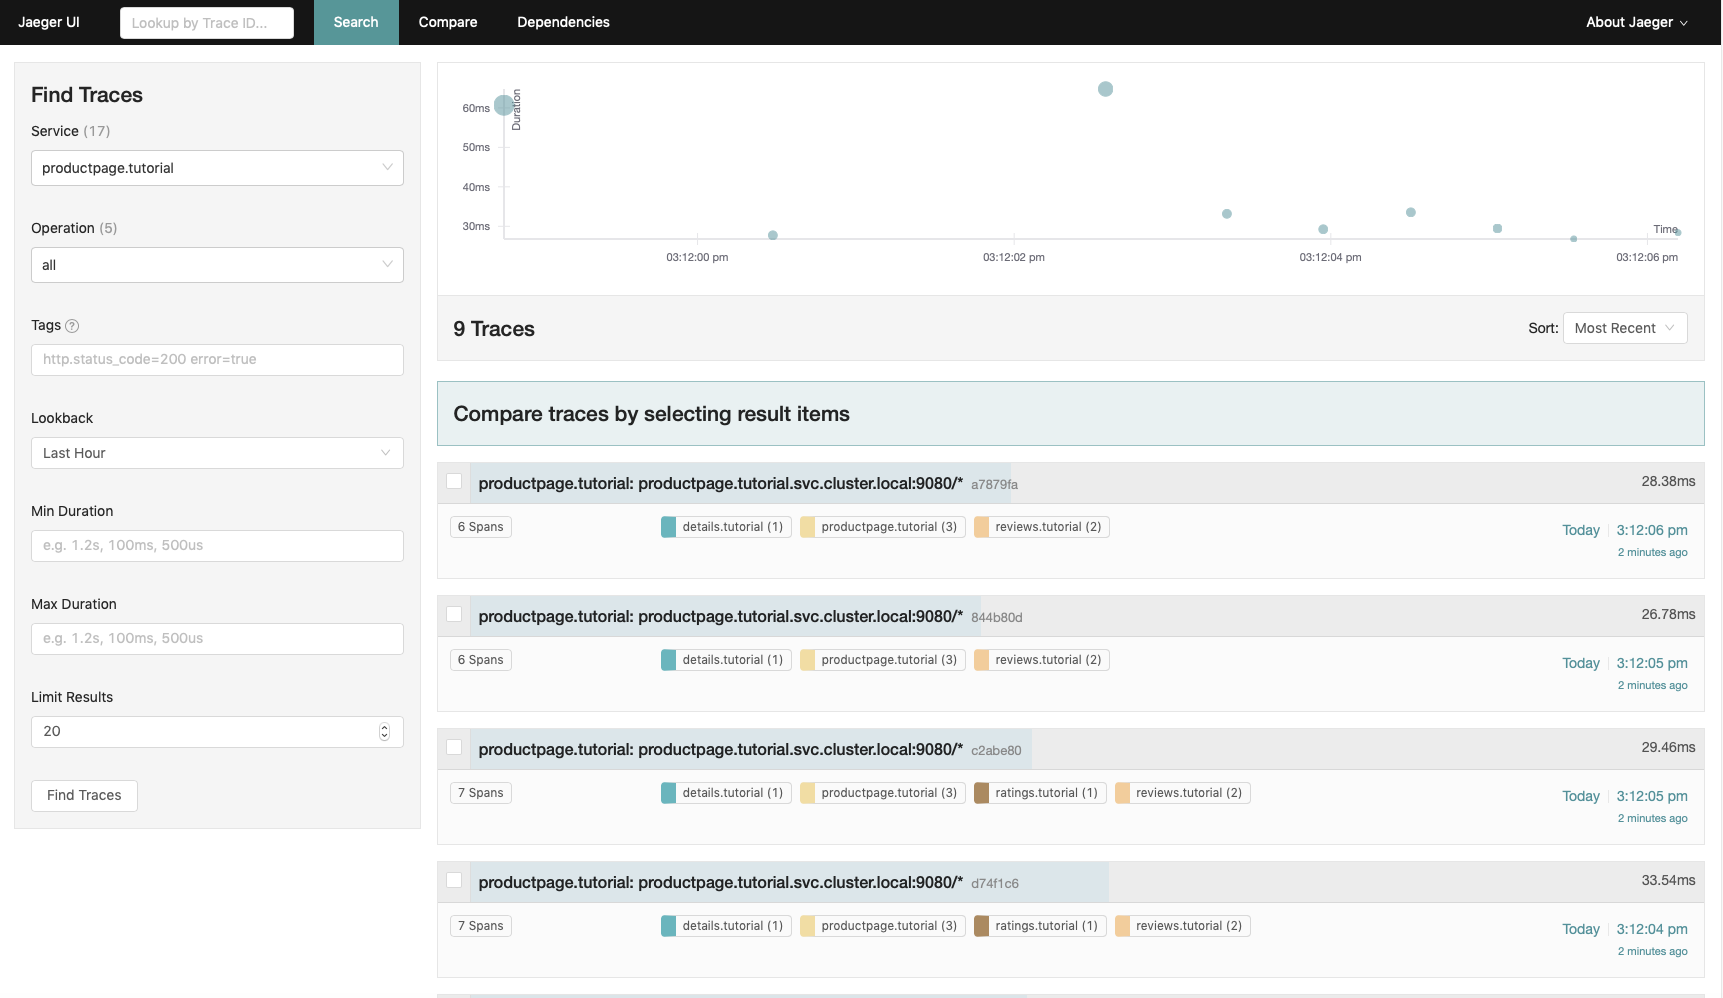 Jaeger UI
Lookup by Trace ID...
Search
Compare
Dependencies
About Jaeger
Find Traces
Service (17)
productpage.tutorial
Operation (5)
all
Tags ?
http.status_code=200 error=true
Lookback
Last Hour
Min Duration
e.g. 1.2s, 100ms, 500us
Max Duration
e.g. 1.2s, 100ms, 500us
Limit Results
20
Find Traces
Duration
60ms
50ms
40ms
30ms
Time
03:12:00 pm
03:12:02 pm
03:12:04 pm
03:12:06 pm
9 Traces
Sort: Most Recent
Compare traces by selecting result items
productpage.tutorial: productpage.tutorial.svc.cluster.local:9080/* a7879fa
28.38ms
6 Spans
details.tutorial (1)
productpage.tutorial (3)
reviews.tutorial (2)
Today 3:12:06 pm
2 minutes ago
productpage.tutorial: productpage.tutorial.svc.cluster.local:9080/* 844b80d
26.78ms
6 Spans
details.tutorial (1)
productpage.tutorial (3)
reviews.tutorial (2)
Today 3:12:05 pm
2 minutes ago
productpage.tutorial: productpage.tutorial.svc.cluster.local:9080/* c2abe80
29.46ms
7 Spans
details.tutorial (1)
productpage.tutorial (3)
ratings.tutorial (1)
reviews.tutorial (2)
Today 3:12:05 pm
2 minutes ago
productpage.tutorial: productpage.tutorial.svc.cluster.local:9080/* d74f1c6
33.54ms
7 Spans
details.tutorial (1)
productpage.tutorial (3)
ratings.tutorial (1)
reviews.tutorial (2)
Today 3:12:04 pm
2 minutes ago